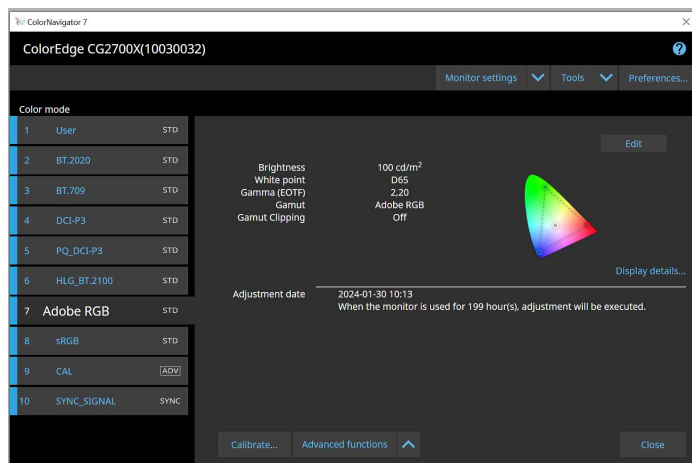 ColorNavigator 7
ColorEdge CG2700X(10030032)
?
Monitor settings Tools Preferences...
Color mode
1 User STD
2 BT.2020 STD
3 BT.709 STD
4 DCI-P3 STD
5 PQ_DCI-P3 STD
6 HLG_BT.2100 STD
7 Adobe RGB STD
8 sRGB STD
9 CAL ADV
10 SYNC_SIGNAL SYNC
Edit
Brightness 100 cd/m²
White point D65
Gamma (EOTF) 2,20
Gamut Adobe RGB
Gamut Clipping Off
Display details...
Adjustment date 2024-01-30 10:13
When the monitor is used for 199 hour(s), adjustment will be executed.
Calibrate... Advanced functions Close